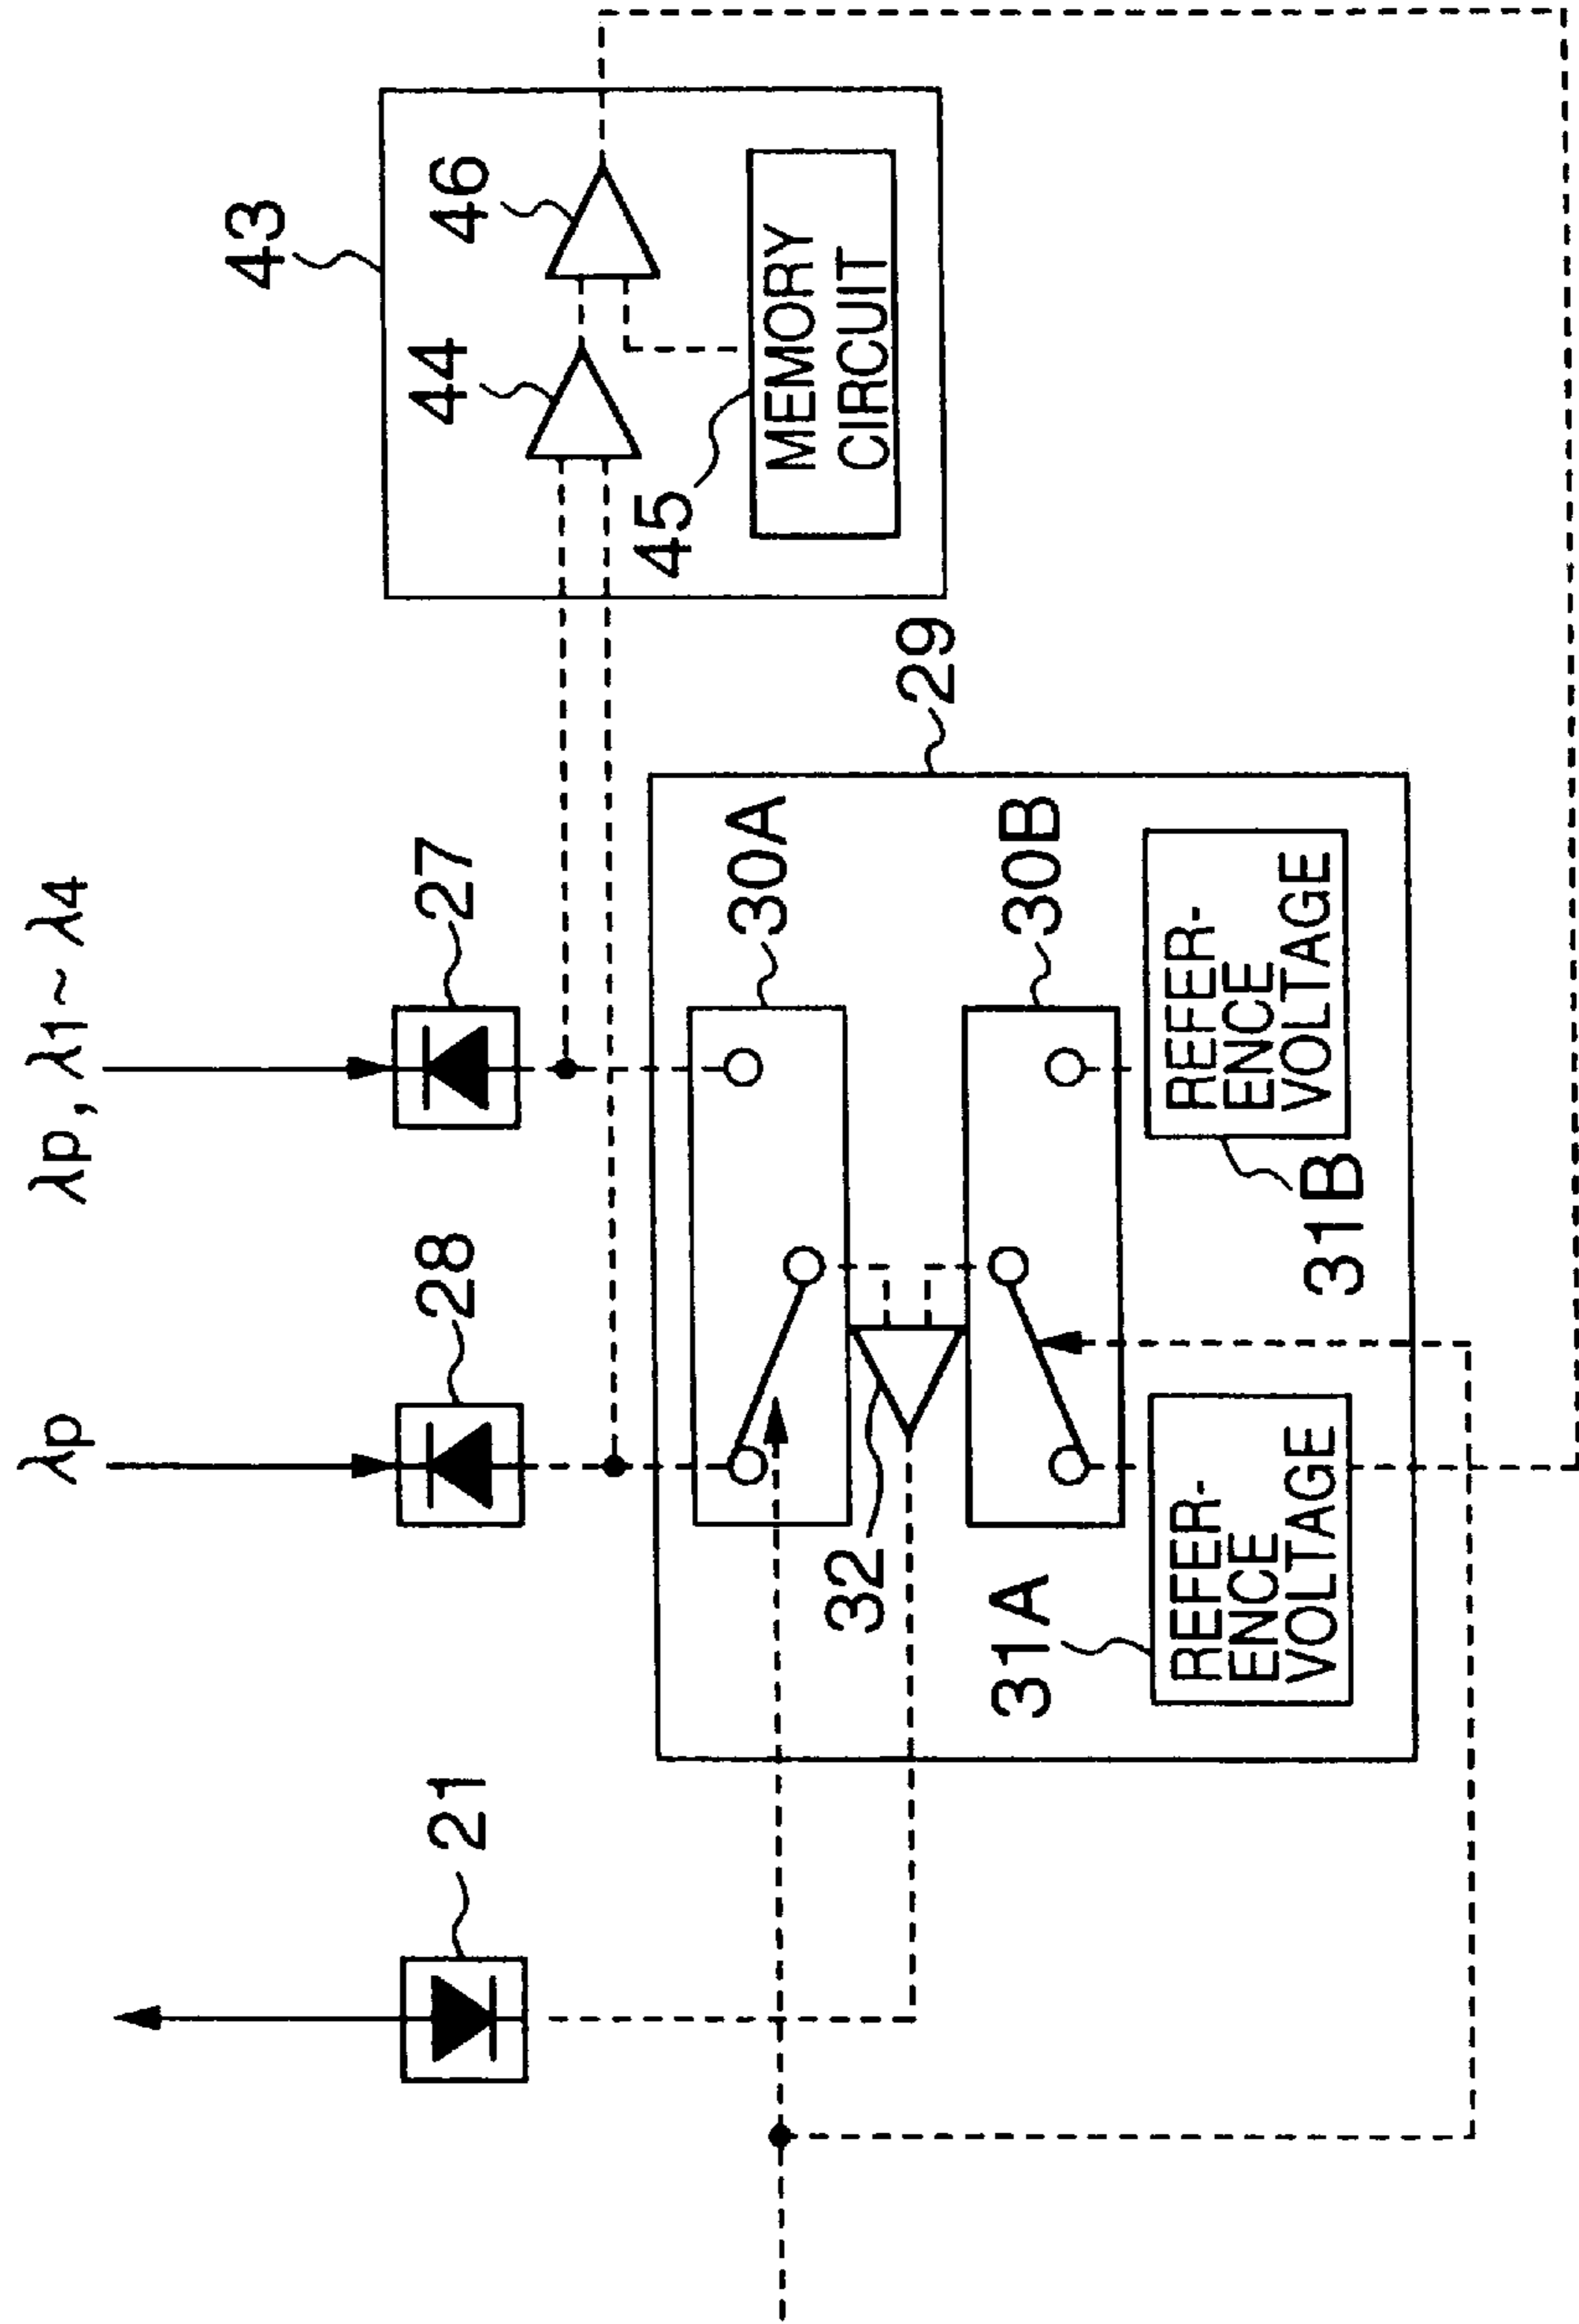 λp
λp, λ1~ λ4
21
28
27
43
44
46
45
MEMORY
CIRCUIT
29
30A
30B
32
31A
REFER-
ENCE
VOLTAGE
31B
REFER-
ENCE
VOLTAGE